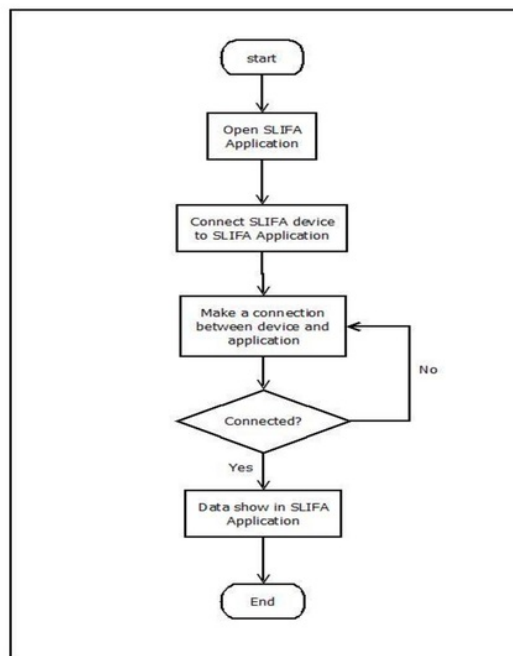 start
Open SLIFA
Application
Connect SLIFA device
to SLIFA Application
Make a connection
between device and
application
No
Connected?
Yes
Data show in SLIFA
Application
End